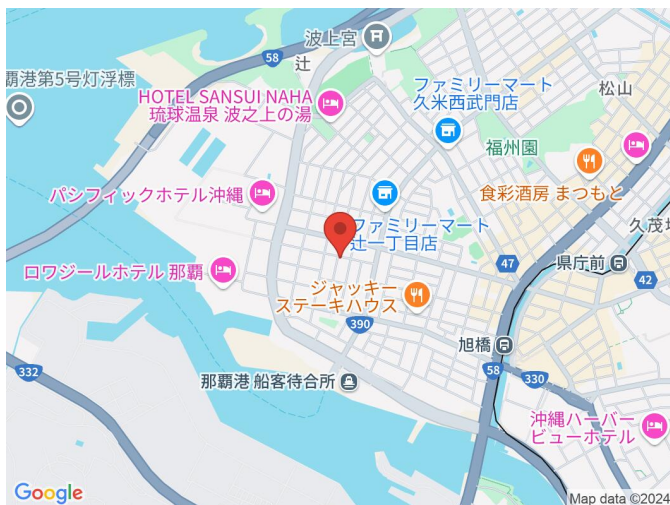 波上宮
58
辻
覇港第5号灯浮標
HOTEL SANSUI NAHA
琉球温泉 波之上の湯
ファミリーマート
久米西武門店
松山
福州園
食彩酒房 まつもと
パシフィックホテル沖縄
ファミリーマート
辻一丁目店
久茂地
47
県庁前
42
ロワジールホテル 那覇
ジャッキー
ステーキハウス
390
旭橋
332
那覇港 船客待合所
58
330
沖縄ハーバー
ビューホテル
Google
Map data ©2024